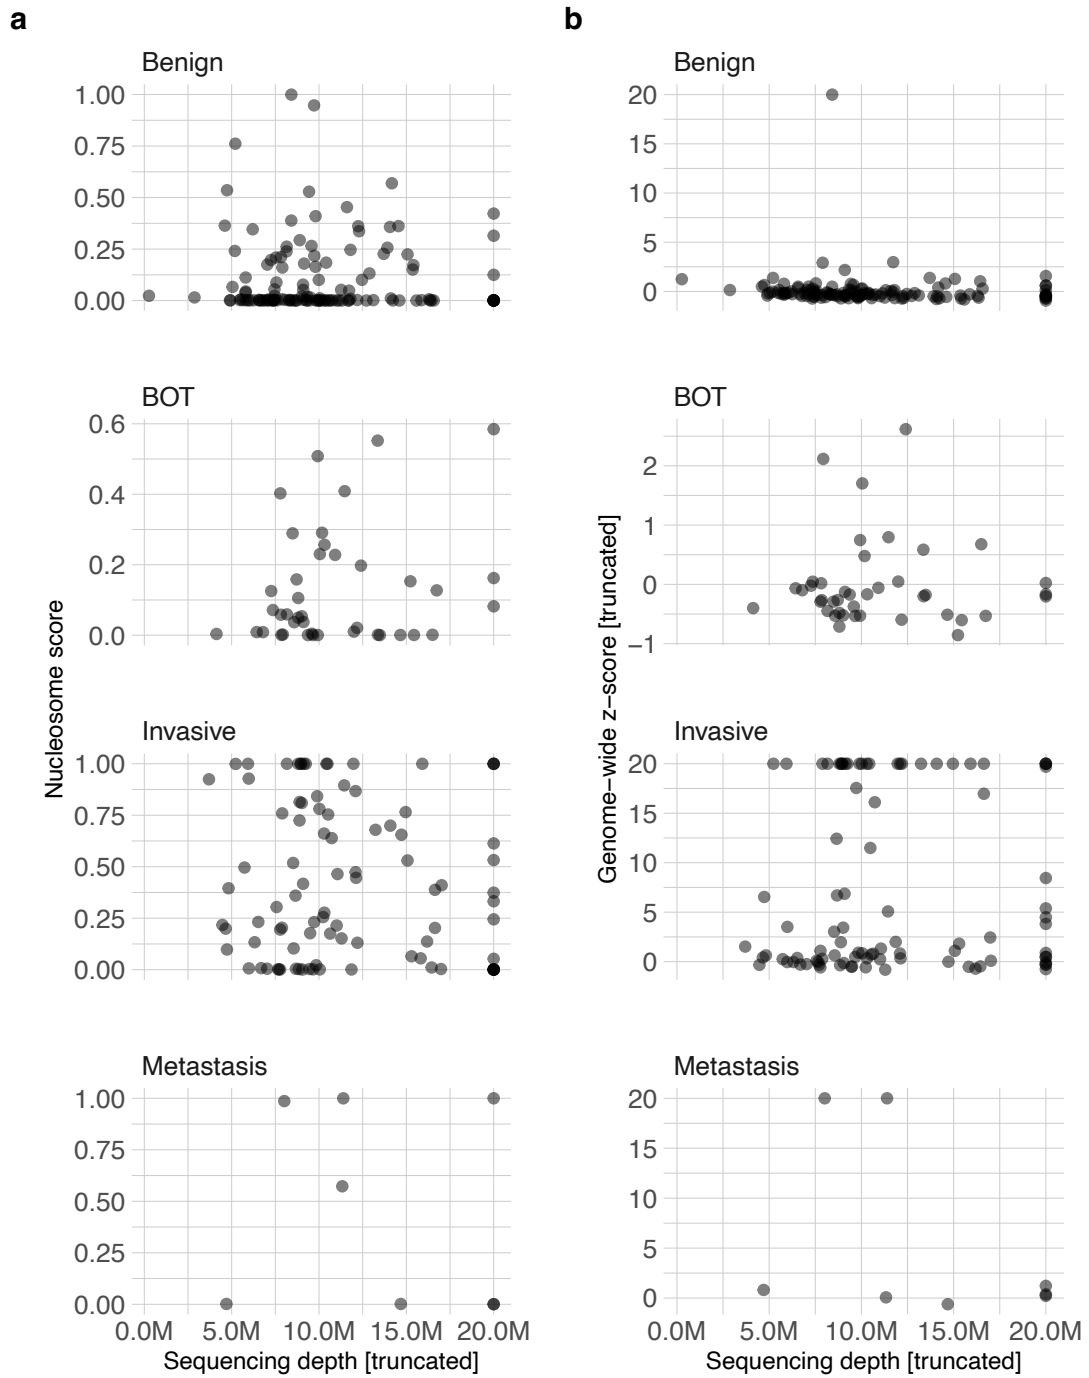 a
Benign
1.00
0.75
0.50
0.25
0.00
BOT
0.6
0.4
0.2
0.0
Invasive
1.00
0.75
0.50
0.25
0.00
Metastasis
1.00
0.75
0.50
0.25
0.00
0.0M 5.0M 10.0M 15.0M 20.0M
Sequencing depth [truncated]
Nucleosome score
b
Benign
20
15
10
5
0
BOT
2
1
0
−1
Invasive
20
15
10
5
0
Metastasis
20
15
10
5
0
0.0M 5.0M 10.0M 15.0M 20.0M
Sequencing depth [truncated]
Genome−wide z−score [truncated]